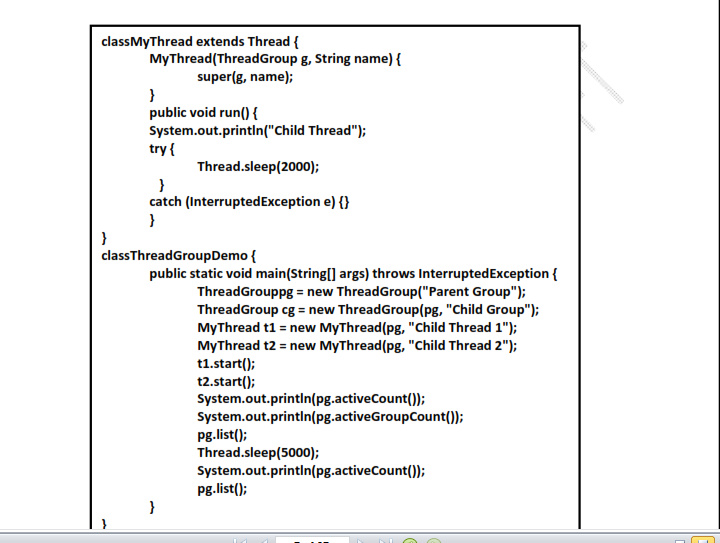 classMyThread extends Thread {
MyThread(ThreadGroup g, String name) {
super(g, name);
}
public void run() {
System.out.println("Child Thread");
try {
Thread.sleep(2000);
}
catch (InterruptedException e) {}
}
}
classThreadGroupDemo {
public static void main(String[] args) throws InterruptedException {
ThreadGrouppg = new ThreadGroup("Parent Group");
ThreadGroup cg = new ThreadGroup(pg, "Child Group");
MyThread t1 = new MyThread(pg, "Child Thread 1");
MyThread t2 = new MyThread(pg, "Child Thread 2");
t1.start();
t2.start();
System.out.println(pg.activeCount());
System.out.println(pg.activeGroupCount());
pg.list();
Thread.sleep(5000);
System.out.println(pg.activeCount());
pg.list();
}
}